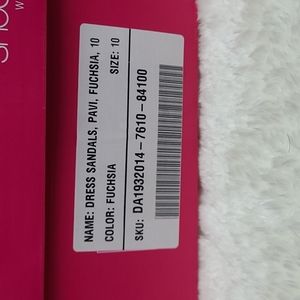 NAME: DRESS SANDALS, PAVI, FUCHSIA, 10
COLOR: FUCHSIA SIZE: 10
SKU: DA1932014-7610-84100